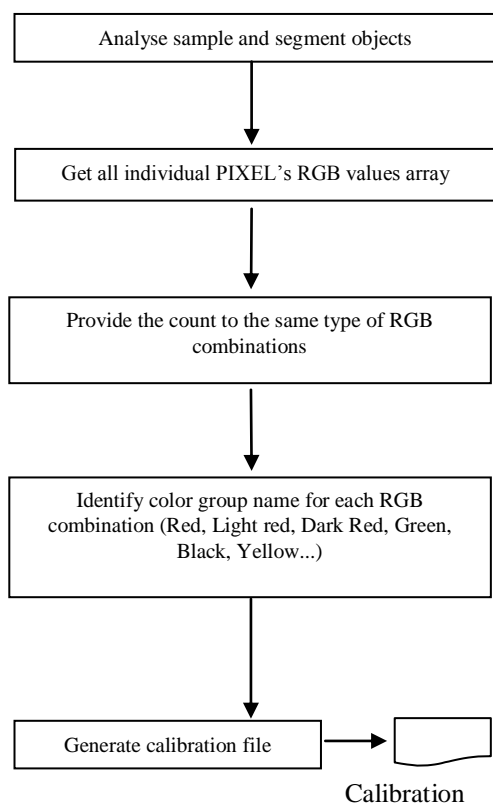 Analyse sample and segment objects
Get all individual PIXEL's RGB values array
Provide the count to the same type of RGB
combinations
Identify color group name for each RGB
combination (Red, Light red, Dark Red, Green,
Black, Yellow...)
Generate calibration file
Calibration